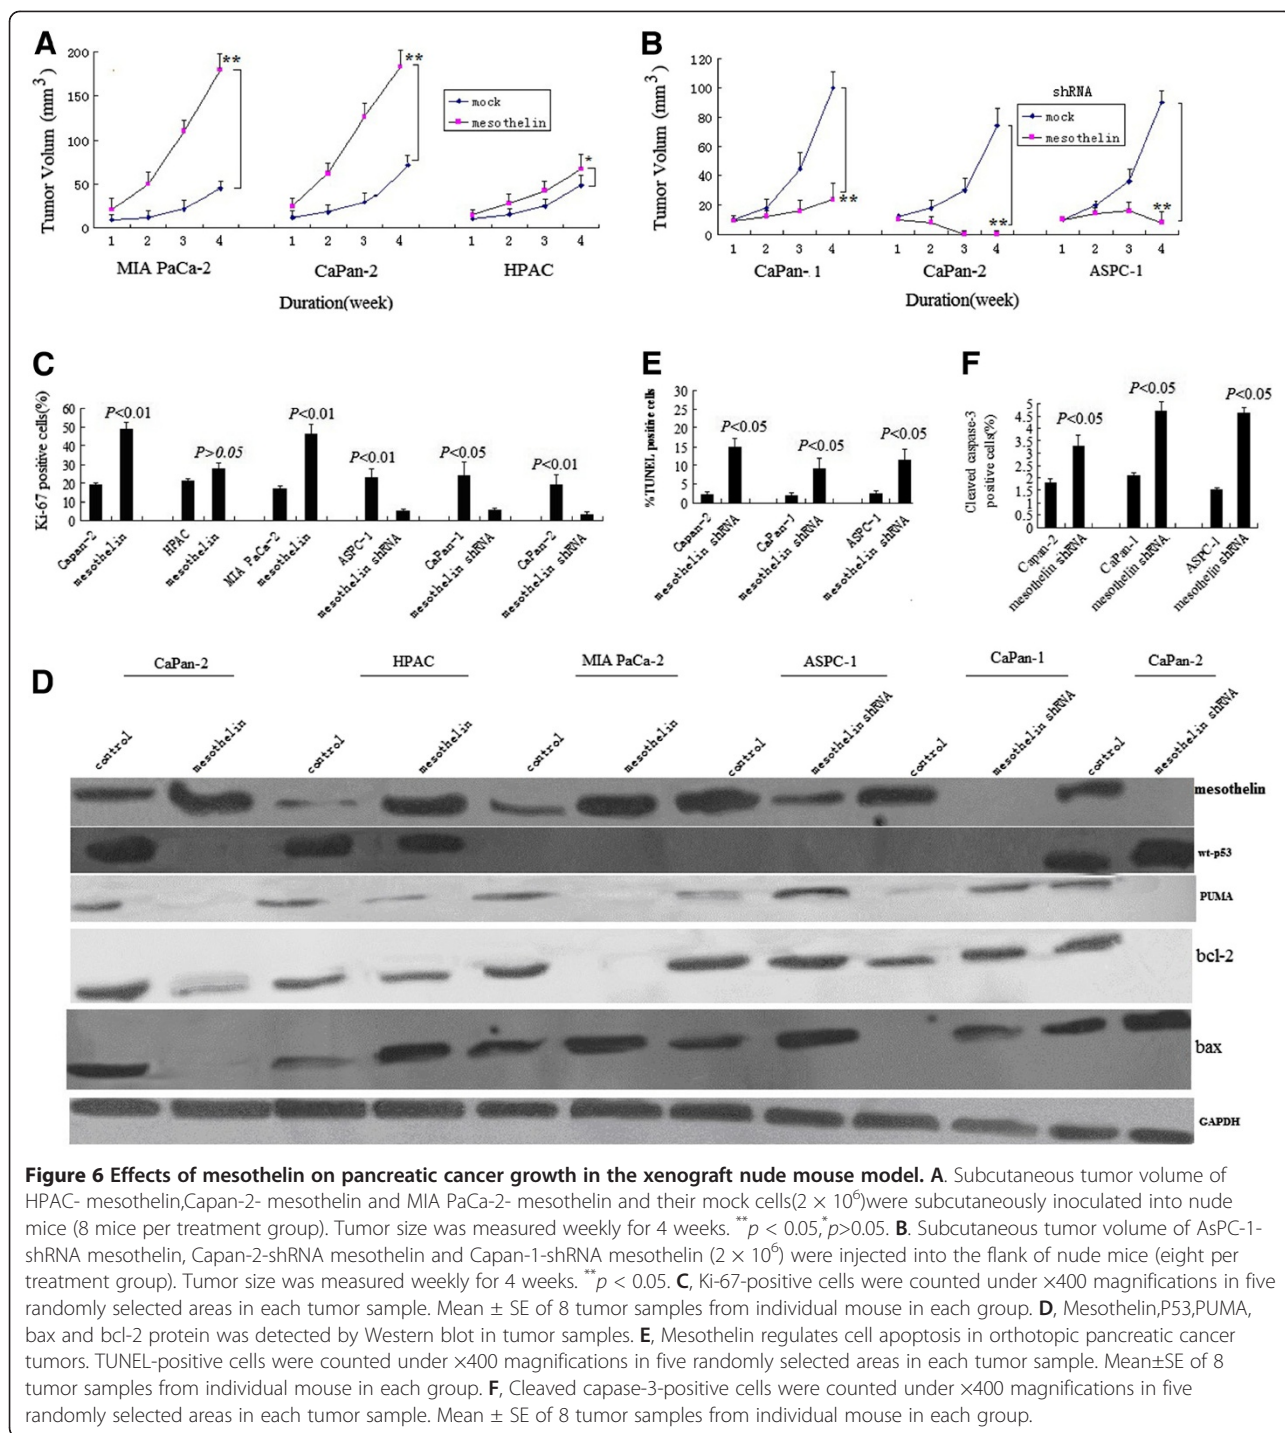 A
Tumor Volum (mm3)
200
150
100
50
0
**
**
*
mock
mesothelin
1 2 3 4 1 2 3 4 1 2 3 4
MIA PaCa-2 CaPan-2 HPAC
Duration(week)
B
Tumor Volum (mm3)
120
100
80
60
40
20
0
shRNA
mock
mesothelin
**
**
**
1 2 3 4 1 2 3 4 1 2 3 4
CaPan-1 CaPan-2 ASPC-1
Duration(week)
C
Ki-67 positive cells(%)
60
50
40
30
20
10
0
P<0.01 P>0.05 P<0.01 P<0.01 P<0.05 P<0.01
Capan-2
mesothelin
HPAC
mesothelin
MIA PaCa-2
mesothelin
ASPC-1
mesothelin shRNA
CaPan-1
mesothelin shRNA
CaPan-2
mesothelin shRNA
E
%TUNEL positive cells
30
25
20
15
10
5
0
P<0.05 P<0.05 P<0.05
Capan-2
mesothelin shRNA
CaPan-1
mesothelin shRNA
ASPC-1
mesothelin shRNA
F
Cleaved caspase-3
positive cells(%)
5
4.5
3.5
3.5
2.5
2
1.5
1.5
0.5
0
P<0.05 P<0.05 P<0.05
Capan-2
mesothelin shRNA
CaPan-1
mesothelin shRNA.
ASPC-1
mesothelin shRNA
D
CaPan-2 HPAC MIA PaCa-2 ASPC-1 CaPan-1 CaPan-2
control
mesothelin
control
mesothelin
control
mesothelin
control
mesothelin shRNA
control
mesothelin shRNA
control
mesothelin shRNA
mesothelin
wt-p53
PUMA
bcl-2
bax
GAPDH
Figure 6 Effects of mesothelin on pancreatic cancer growth in the xenograft nude mouse model. A. Subcutaneous tumor volume of
HPAC- mesothelin,Capan-2- mesothelin and MIA PaCa-2- mesothelin and their mock cells(2 × 10⁶)were subcutaneously inoculated into nude
mice (8 mice per treatment group). Tumor size was measured weekly for 4 weeks. **p < 0.05,*p>0.05. B. Subcutaneous tumor volume of AsPC-1-
shRNA mesothelin, Capan-2-shRNA mesothelin and Capan-1-shRNA mesothelin (2 × 10⁶) were injected into the flank of nude mice (eight per
treatment group). Tumor size was measured weekly for 4 weeks. **p < 0.05. C, Ki-67-positive cells were counted under ×400 magnifications in five
randomly selected areas in each tumor sample. Mean ± SE of 8 tumor samples from individual mouse in each group. D, Mesothelin,P53,PUMA,
bax and bcl-2 protein was detected by Western blot in tumor samples. E, Mesothelin regulates cell apoptosis in orthotopic pancreatic cancer
tumors. TUNEL-positive cells were counted under ×400 magnifications in five randomly selected areas in each tumor sample. Mean±SE of 8
tumor samples from individual mouse in each group. F, Cleaved capase-3-positive cells were counted under ×400 magnifications in five
randomly selected areas in each tumor sample. Mean ± SE of 8 tumor samples from individual mouse in each group.